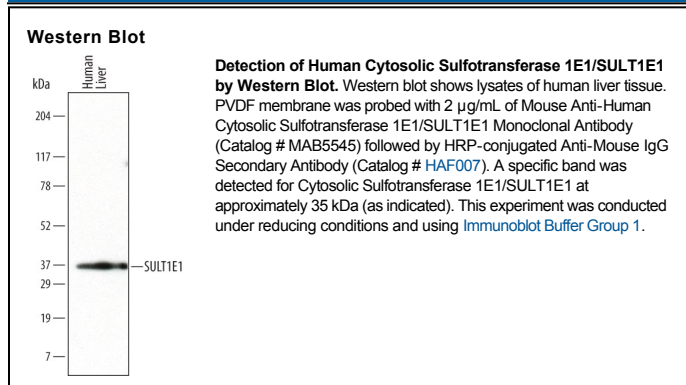 Western Blot
kDa
Human
Liver
204
117
78
52
37
29
19
7
SULT1E1
Detection of Human Cytosolic Sulfotransferase 1E1/SULT1E1
by Western Blot. Western blot shows lysates of human liver tissue.
PVDF membrane was probed with 2 µg/mL of Mouse Anti-Human
Cytosolic Sulfotransferase 1E1/SULT1E1 Monoclonal Antibody
(Catalog # MAB5545) followed by HRP-conjugated Anti-Mouse IgG
Secondary Antibody (Catalog # HAF007). A specific band was
detected for Cytosolic Sulfotransferase 1E1/SULT1E1 at
approximately 35 kDa (as indicated). This experiment was conducted
under reducing conditions and using Immunoblot Buffer Group 1.